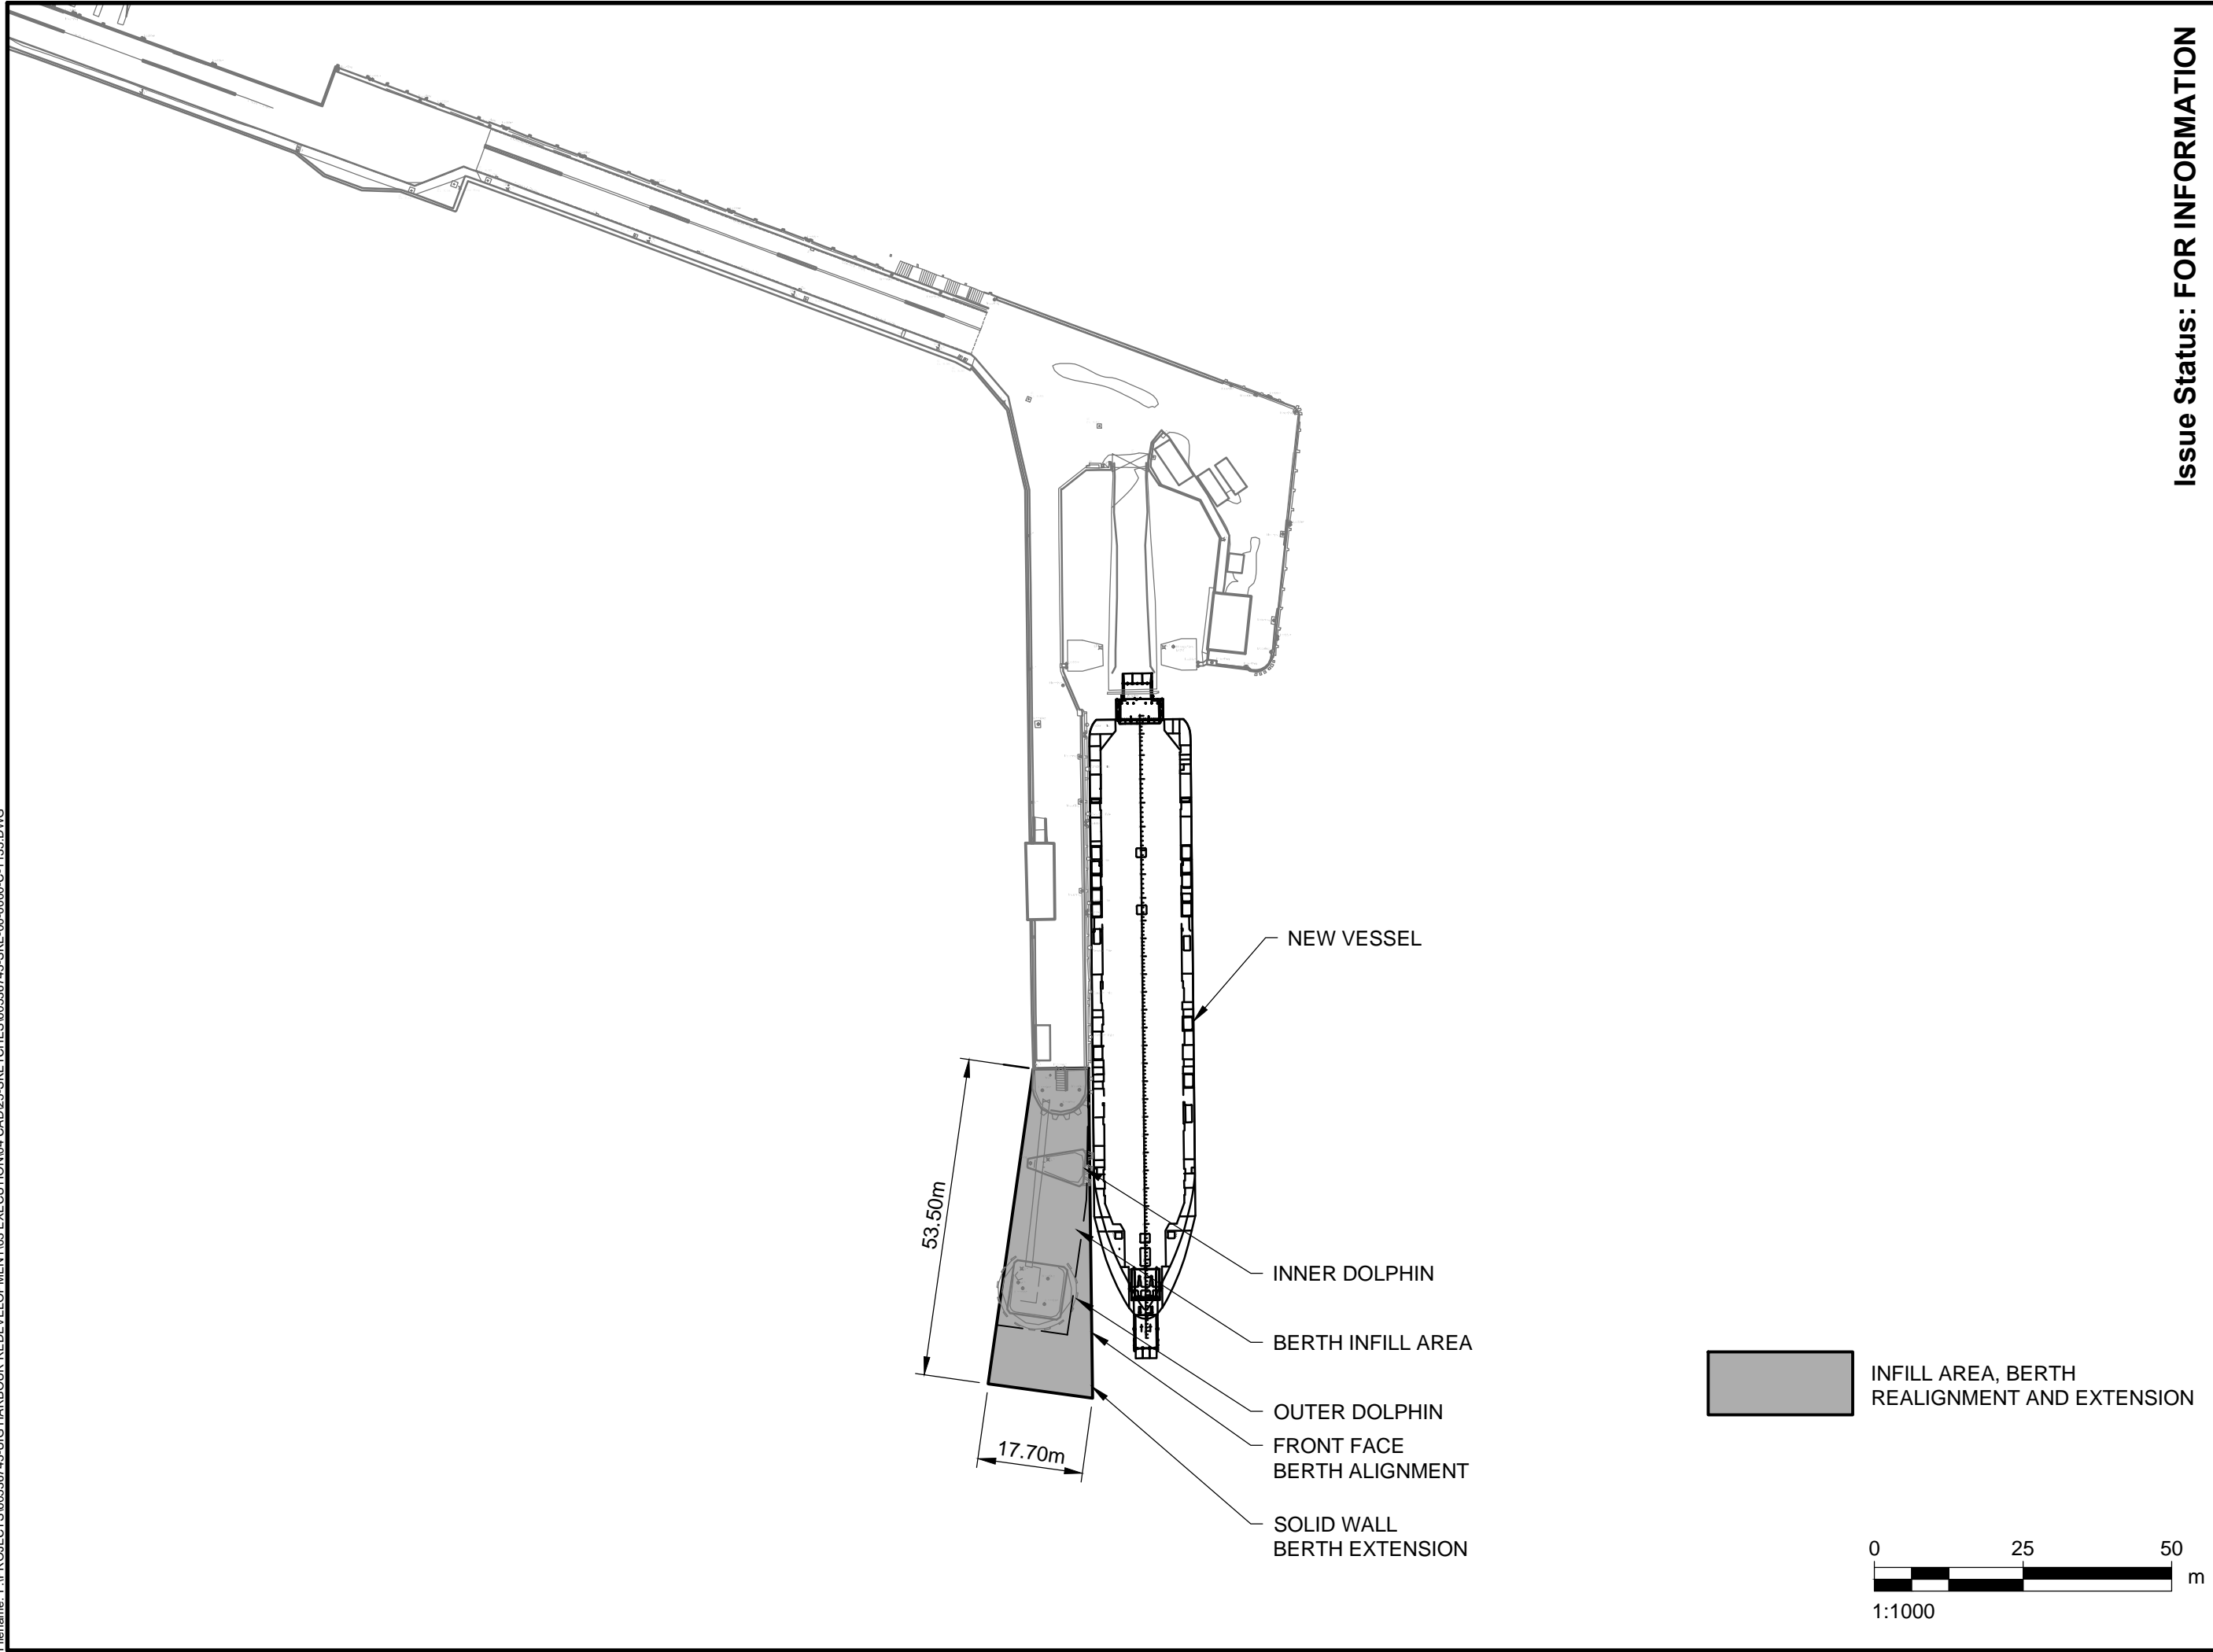 Issue Status: FOR INFORMATION
NEW VESSEL
53.50m
INNER DOLPHIN
BERTH INFILL AREA
OUTER DOLPHIN
FRONT FACE
BERTH ALIGNMENT
17.70m
SOLID WALL
BERTH EXTENSION
INFILL AREA, BERTH
REALIGNMENT AND EXTENSION
0 25 50
m
1:1000